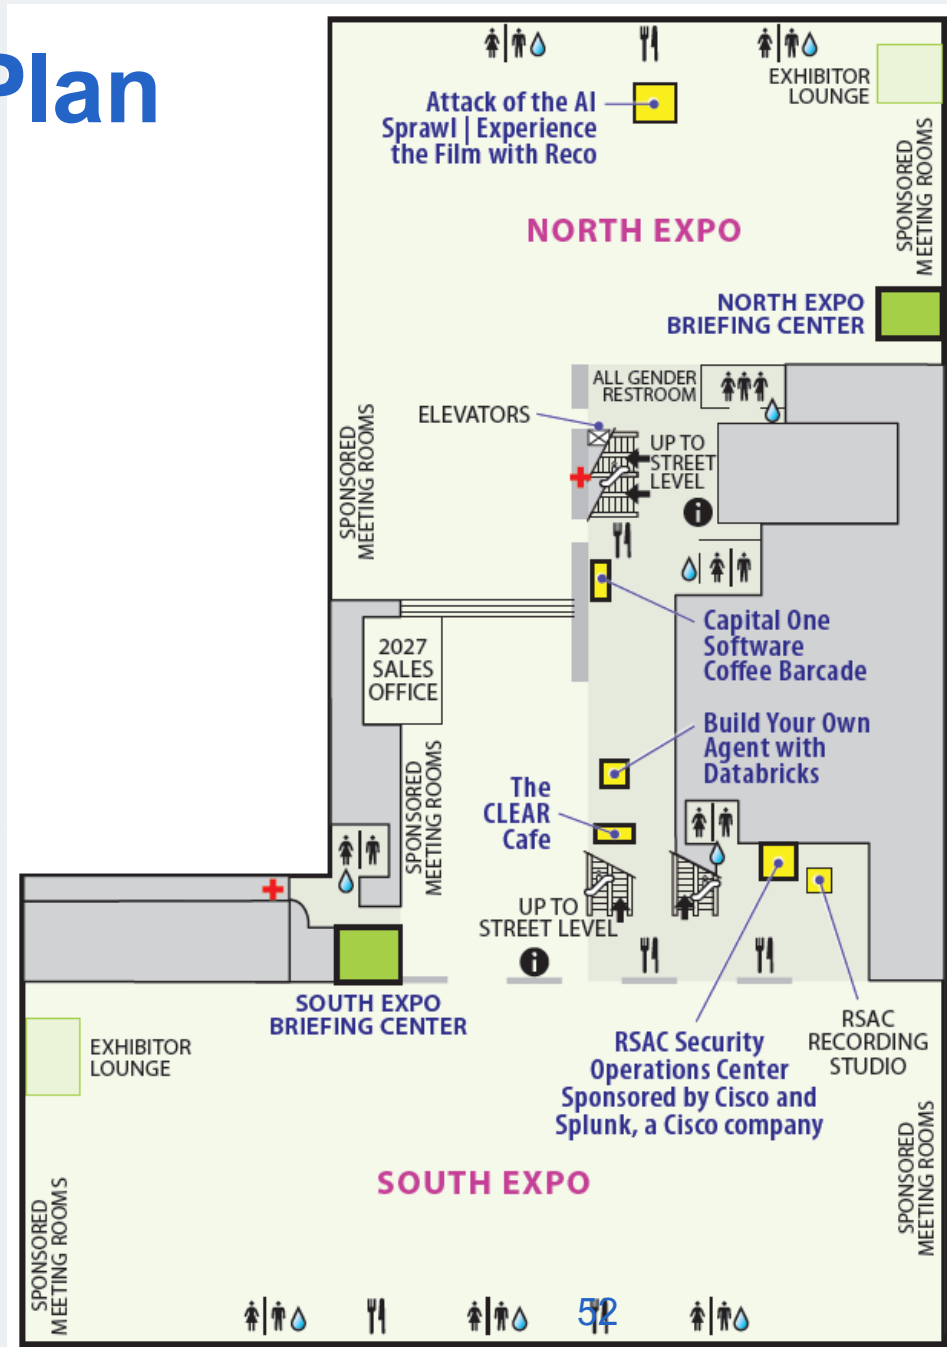 Plan
EXHIBITOR
LOUNGE
Attack of the AI
Sprawl | Experience
the Film with Reco
SPONSORED
MEETING ROOMS
NORTH EXPO
NORTH EXPO
BRIEFING CENTER
ALL GENDER
RESTROOM
ELEVATORS
SPONSORED
MEETING ROOMS
UP TO
STREET
LEVEL
i
Capital One
Software
Coffee Barcade
2027
SALES
OFFICE
Build Your Own
Agent with
Databricks
SPONSORED
MEETING ROOMS
The
CLEAR
Cafe
UP TO
STREET LEVEL
i
SOUTH EXPO
BRIEFING CENTER
RSAC
RECORDING
STUDIO
RSAC Security
Operations Center
Sponsored by Cisco and
Splunk, a Cisco company
EXHIBITOR
LOUNGE
SPONSORED
MEETING ROOMS
SOUTH EXPO
SPONSORED
MEETING ROOMS
52